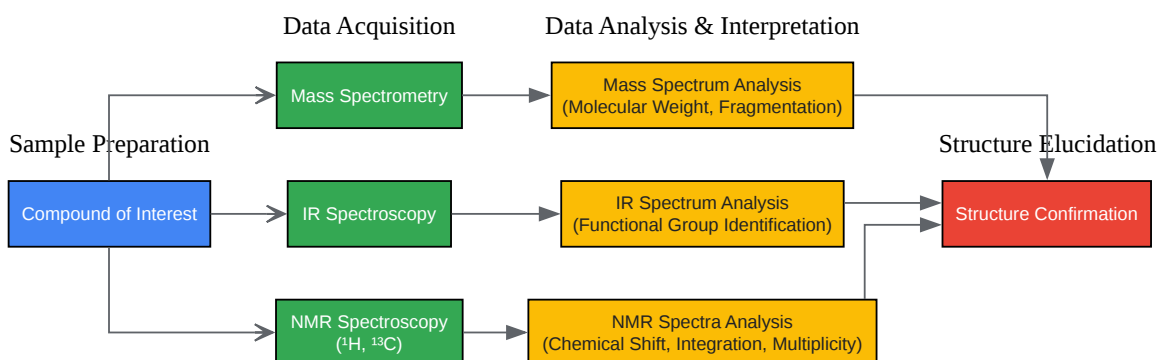 Data Acquisition
Data Analysis & Interpretation
Mass Spectrometry
Mass Spectrum Analysis
(Molecular Weight, Fragmentation)
Sample Preparation
Structure Elucidation
Compound of Interest
IR Spectroscopy
IR Spectrum Analysis
(Functional Group Identification)
Structure Confirmation
NMR Spectroscopy
(¹H, ¹³C)
NMR Spectra Analysis
(Chemical Shift, Integration, Multiplicity)